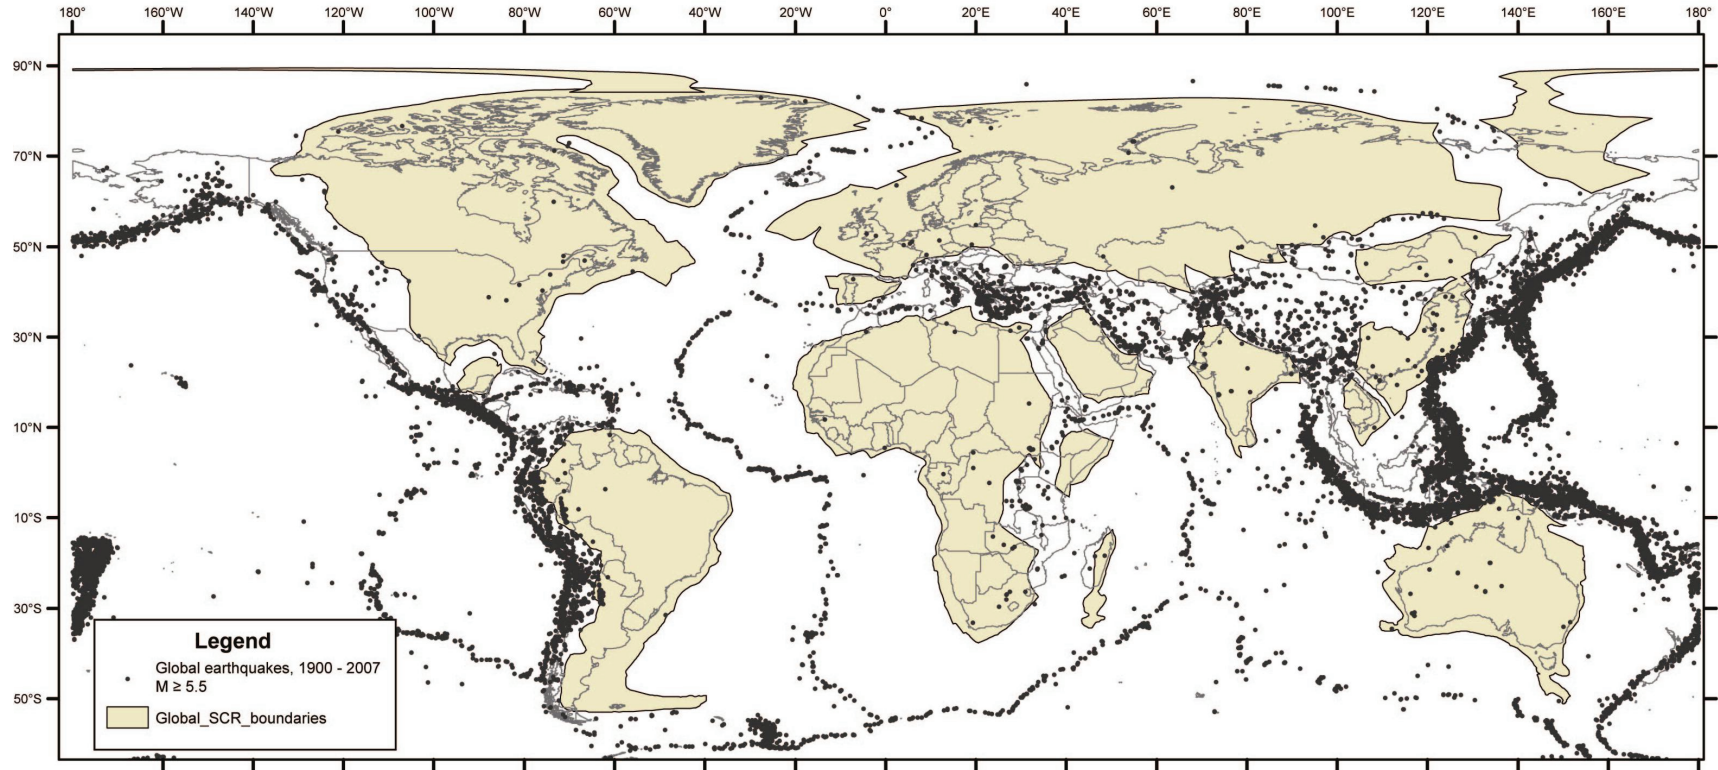 180° 160°W 140°W 120°W 100°W 80°W 60°W 40°W 20°W 0° 20°E 40°E 60°E 80°E 100°E 120°E 140°E 160°E 180°
90°N
70°N
50°N
30°N
10°N
10°S
30°S
50°S
Legend
Global earthquakes, 1900 - 2007
M ≥ 5.5
Global_SCR_boundaries